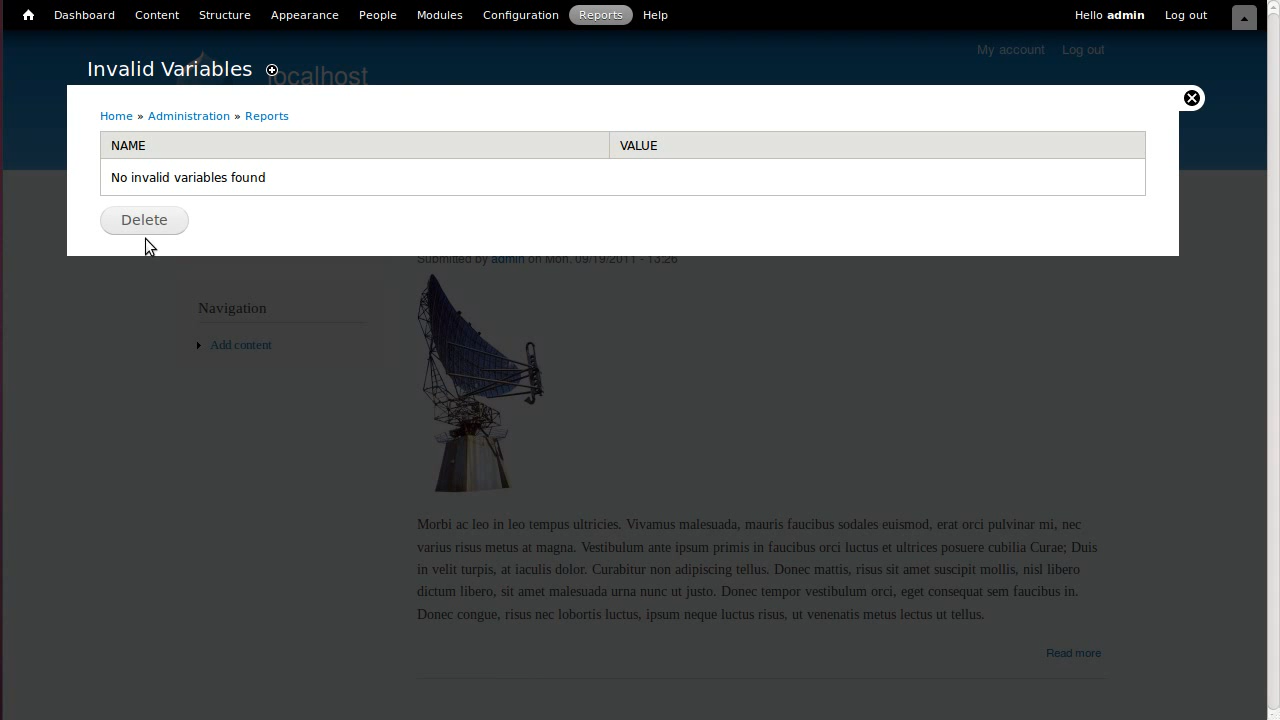 Dashboard Content Structure Appearance People Modules Configuration Reports Help Hello admin Log out
My account Log out
Invalid Variables
localhost
Home » Administration » Reports
NAME VALUE
No invalid variables found
Delete
Submitted by admin on Mon, 09/19/2011 - 13:26
Navigation
Add content
Morbi ac leo in leo tempus ultricies. Vivamus malesuada, mauris faucibus sodales euismod, erat orci pulvinar mi, nec
varius risus metus at magna. Vestibulum ante ipsum primis in faucibus orci luctus et ultrices posuere cubilia Curae; Duis
in velit turpis, at iaculis dolor. Curabitur non adipiscing tellus. Donec mattis, risus sit amet suscipit mollis, nisl libero
dictum libero, sit amet malesuada urna nunc ut justo. Donec tempor vestibulum orci, eget consequat sem faucibus in.
Donec congue, risus nec lobortis luctus, ipsum neque luctus risus, ut venenatis metus lectus ut tellus.
Read more